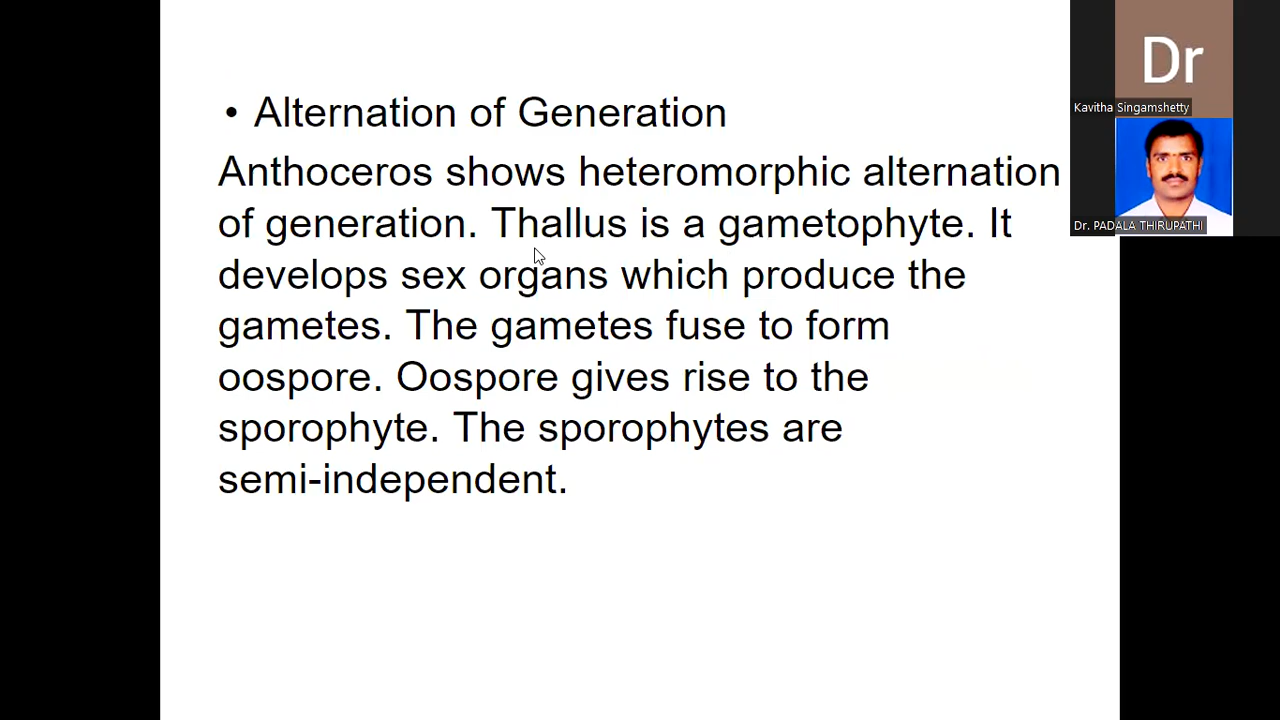 • Alternation of Generation
Anthoceros shows heteromorphic alternation
of generation. Thallus is a gametophyte. It
develops sex organs which produce the
gametes. The gametes fuse to form
oospore. Oospore gives rise to the
sporophyte. The sporophytes are
semi-independent.
Dr
Kavitha Singamshetty
Dr. PADALA THIRUPATHI